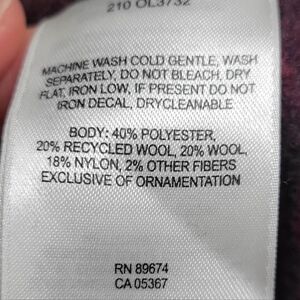 210 OL3732
MACHINE WASH COLD GENTLE, WASH
SEPARATELY, DO NOT BLEACH, DRY
FLAT, IRON LOW, IF PRESENT DO NOT
IRON DECAL, DRYCLEANABLE
BODY: 40% POLYESTER,
20% RECYCLED WOOL, 20% WOOL,
18% NYLON, 2% OTHER FIBERS
EXCLUSIVE OF ORNAMENTATION
RN 89674
CA 05367